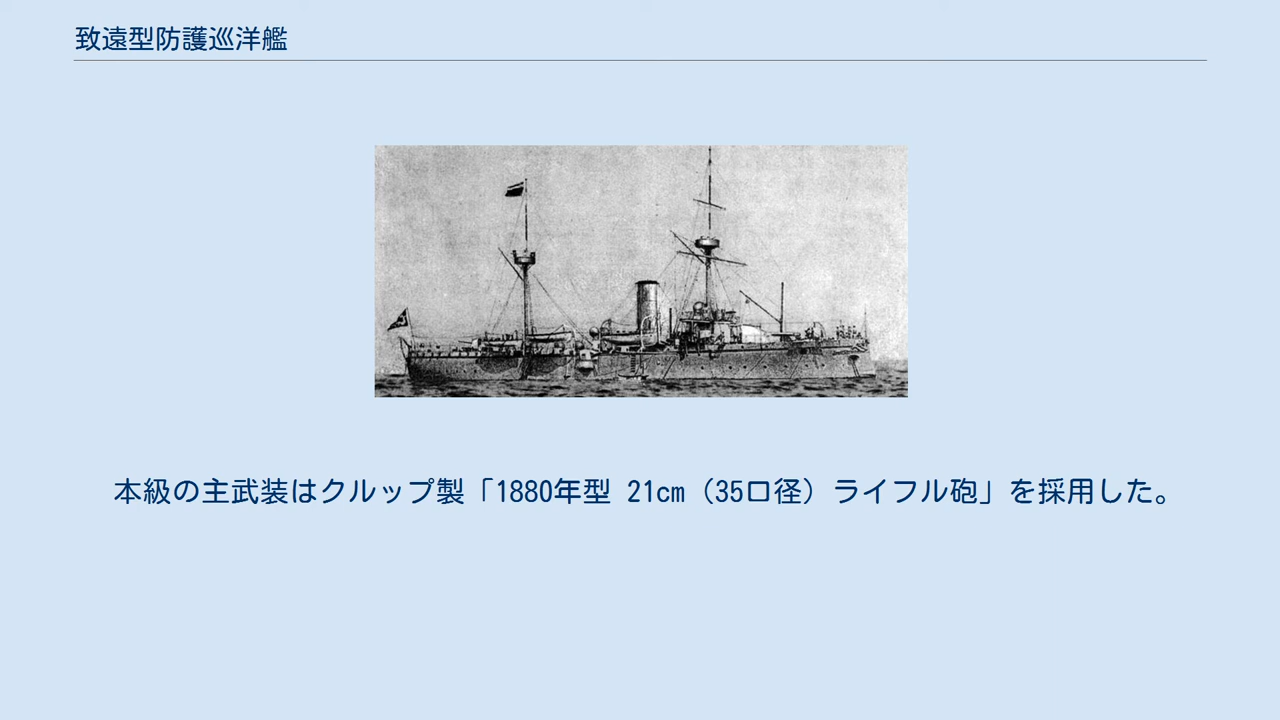 致遠型防護巡洋艦
本級の主武装はクルップ製「1880年型 21cm（35口径）ライフル砲」を採用した。